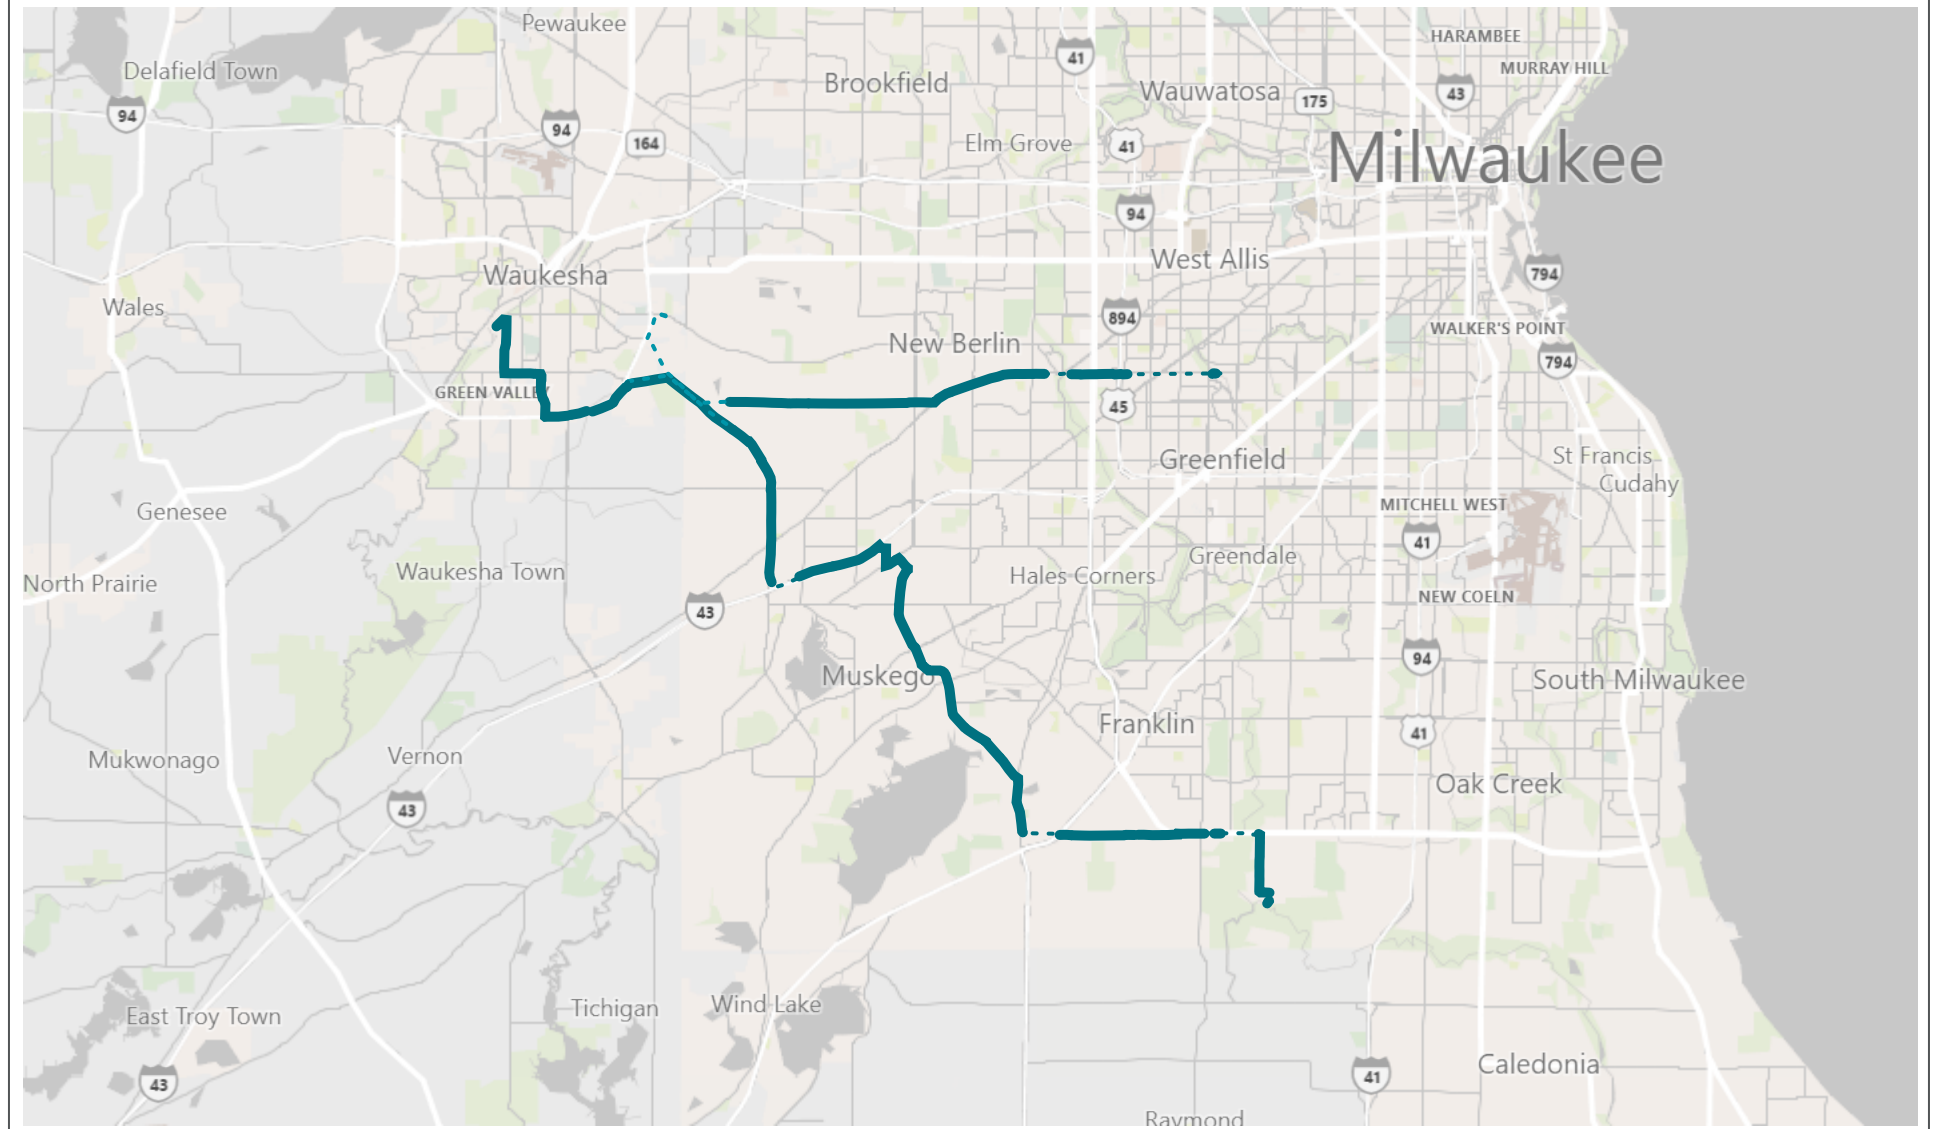 Pewaukee
HARAMBEE
41
MURRAY HILL
Delafield Town
Brookfield
Wauwatosa
175
43
94
94
164
Elm Grove
41
Milwaukee
94
Waukesha
West Allis
794
Wales
894
WALKER'S POINT
New Berlin
794
GREEN VALLEY
45
Greenfield
St Francis
Cudahy
Genesee
MITCHELL WEST
41
Greendale
Waukesha Town
Hales Corners
North Prairie
NEW COELN
43
94
Muskego
South Milwaukee
Franklin
41
Mukwonago
Vernon
Oak Creek
43
East Troy Town
Tichigan
Wind Lake
Caledonia
43
41
Raymond